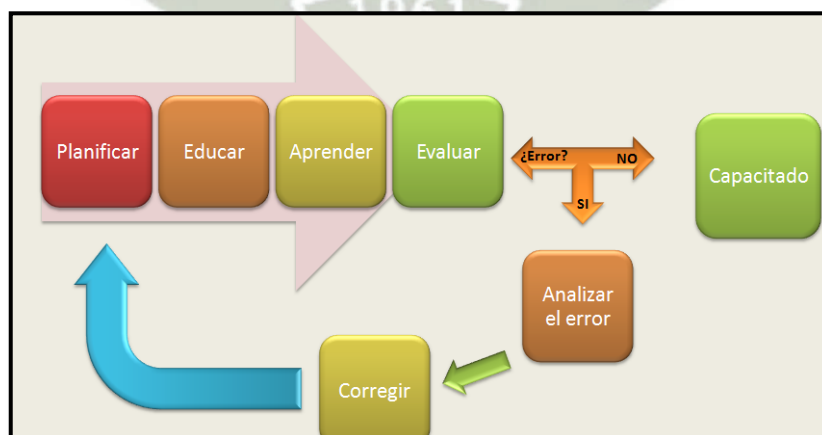 Planificar
Educar
Aprender
Evaluar
¿Error?
NO
SI
Capacitado
Analizar
el error
Corregir